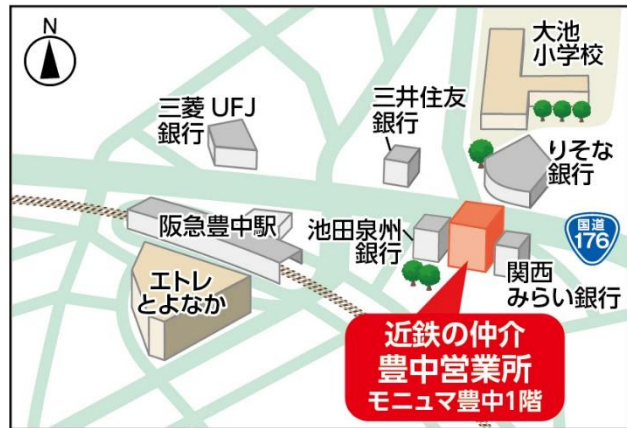 N
大池
小学校
三菱 UFJ
銀行
三井住友
銀行
りそな
銀行
阪急豊中駅
池田泉州
銀行
国道
176
エトレ
とよなか
関西
みらい銀行
近鉄の仲介
豊中営業所
モニュマ豊中1階